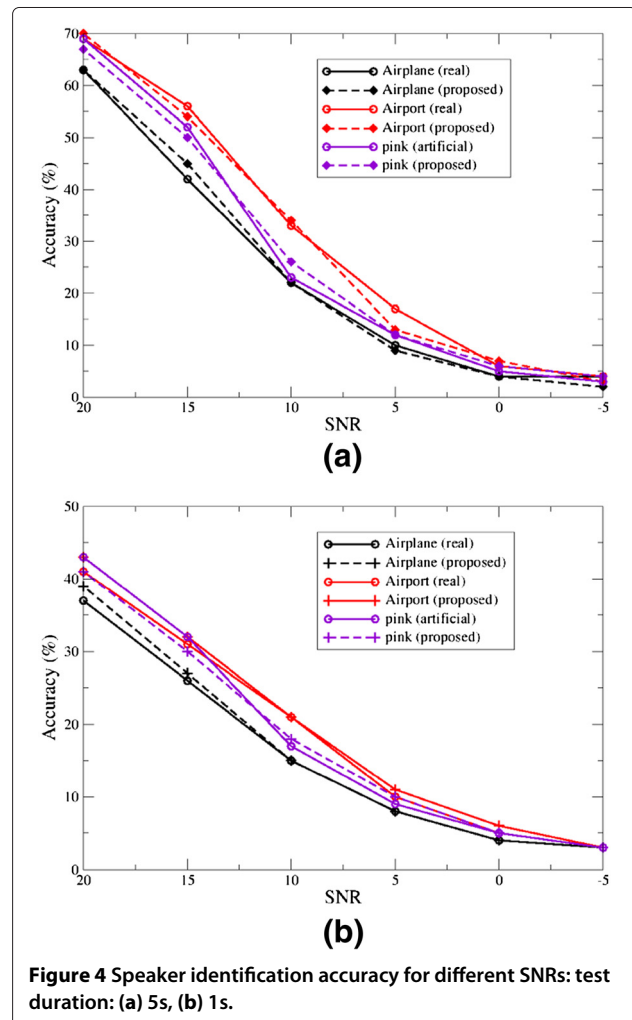 70
60
50
40
30
20
10
0
Accuracy (%)
Airplane (real)
Airplane (proposed)
Airport (real)
Airport (proposed)
pink (artificial)
pink (proposed)
20 15 10 5 0 -5
SNR
(a)
50
40
30
20
10
0
Accuracy (%)
Airplane (real)
Airplane (proposed)
Airport (real)
Airport (proposed)
pink (artificial)
pink (proposed)
20 15 10 5 0 -5
SNR
(b)
Figure 4 Speaker identification accuracy for different SNRs: test
duration: (a) 5s, (b) 1s.